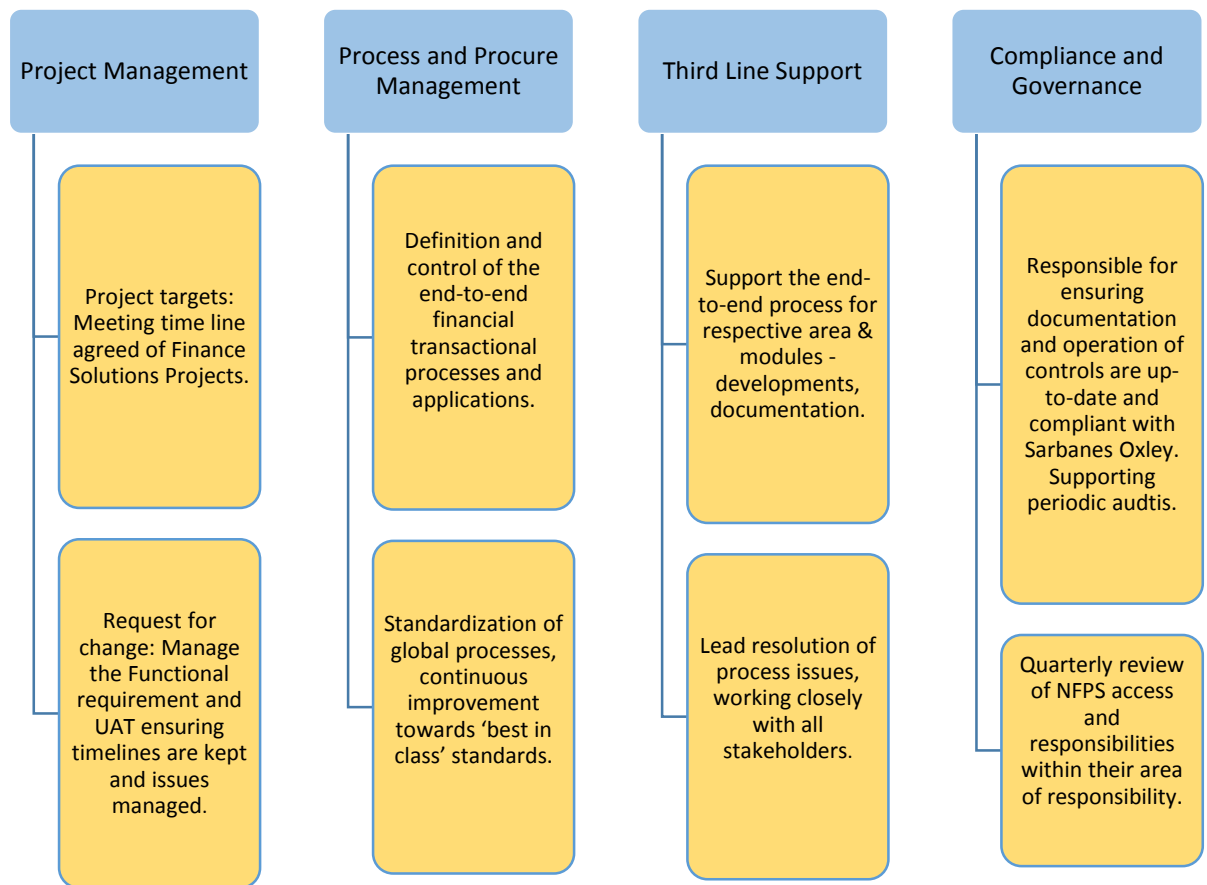 Project Management
Project targets:
Meeting time line
agreed of Finance
Solutions Projects.
Request for
change: Manage
the Functional
requirement and
UAT ensuring
timelines are kept
and issues
managed.
Process and Procure
Management
Definition and
control of the
end-to-end
financial
transactional
processes and
applications.
Standardization of
global processes,
continuous
improvement
towards ‘best in
class’ standards.
Third Line Support
Support the end-
to-end process for
respective area &
modules -
developments,
documentation.
Lead resolution of
process issues,
working closely
with all
stakeholders.
Compliance and
Governance
Responsible for
ensuring
documentation
and operation of
controls are up-
to-date and
compliant with
Sarbanes Oxley.
Supporting
periodic audtis.
Quarterly review
of NFPS access
and
responsibilities
within their area
of responsibility.